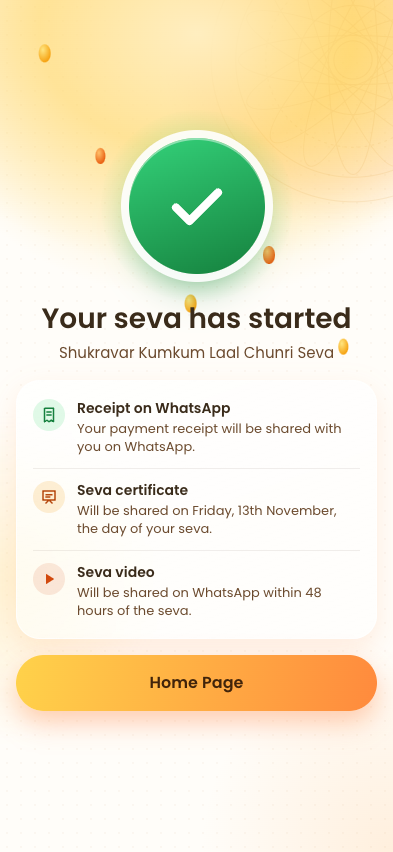 Your seva has started
Shukravar Kumkum Laal Chunri Seva
Receipt on WhatsApp
Your payment receipt will be shared with
you on WhatsApp.
Seva certificate
Will be shared on Friday, 13th November,
the day of your seva.
Seva video
Will be shared on WhatsApp within 48
hours of the seva.
Home Page